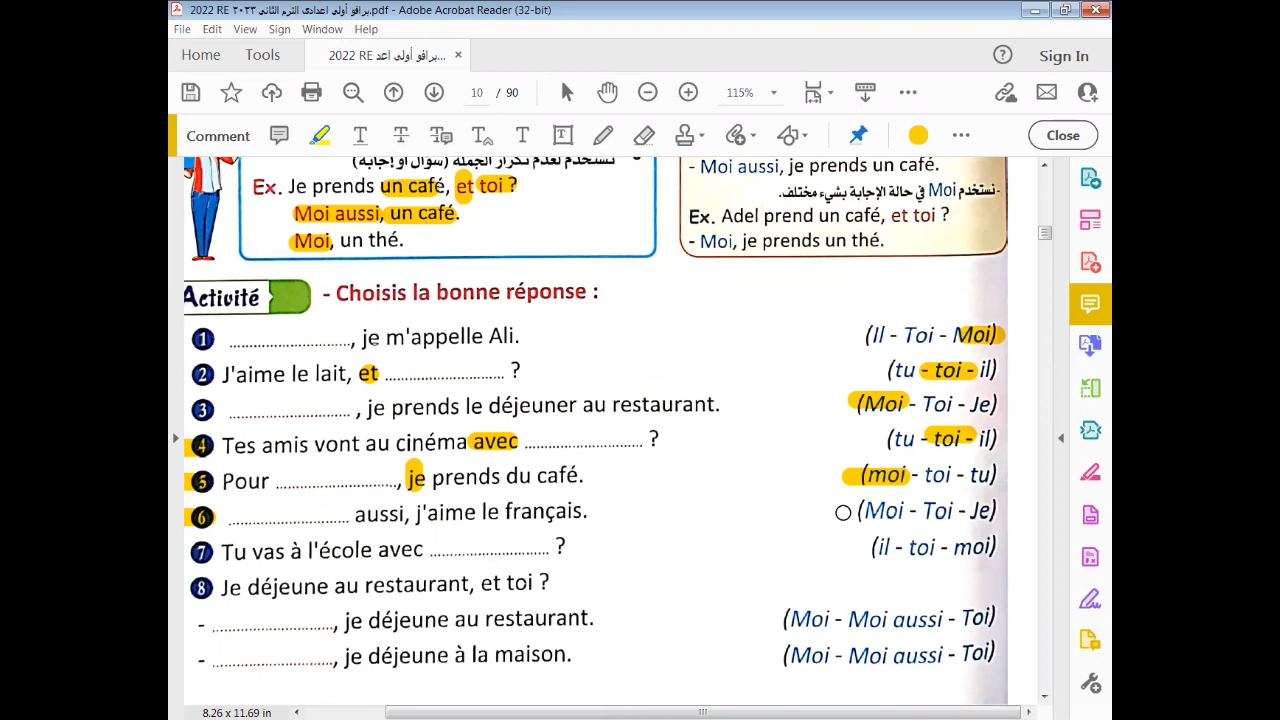 برافو أولى اعدادى الترم الثانى ٢٠٢٣ 2022 RE.pdf - Adobe Acrobat Reader (32-bit)
File Edit View Sign Window Help
Home Tools برافو أولى اعد 2022 RE... × Sign In
10 / 90 115%
Comment Close
نستخدم لعدم تكرار الجملة (سؤال أو إجابة)
Ex. Je prends un café, et toi ?
Moi aussi, un café.
Moi, un thé.
- Moi aussi, je prends un café.
-نستخدم Moi في حالة الإجابة بشيء مختلف.
Ex. Adel prend un café, et toi ?
- Moi, je prends un thé.
Activité - Choisis la bonne réponse :
1 ..............................., je m'appelle Ali. (Il - Toi - Moi)
2 J'aime le lait, et ............................... ? (tu - toi - il)
3 ............................... , je prends le déjeuner au restaurant. (Moi - Toi - Je)
4 Tes amis vont au cinéma avec ............................... ? (tu - toi - il)
5 Pour ..............................., je prends du café. (moi - toi - tu)
6 ............................... aussi, j'aime le français. (Moi - Toi - Je)
7 Tu vas à l'école avec ............................... ? (il - toi - moi)
8 Je déjeune au restaurant, et toi ?
- ..............................., je déjeune au restaurant. (Moi - Moi aussi - Toi)
- ..............................., je déjeune à la maison. (Moi - Moi aussi - Toi)
8.26 x 11.69 in